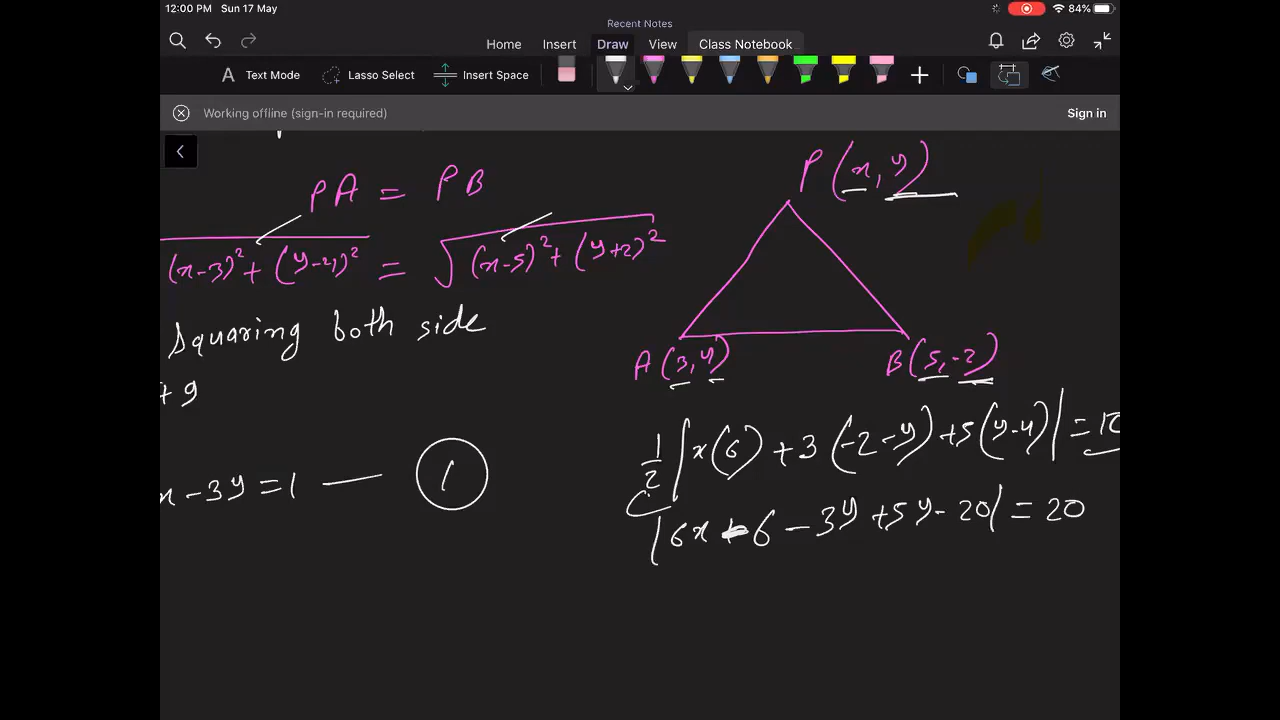 12:00 PM Sun 17 May
84%
Recent Notes
Home Insert Draw View Class Notebook
Text Mode Lasso Select Insert Space
Working offline (sign-in required) Sign in
PA = PB
(x-3)² + (y-4)² = √(x-5)² + (y+2)²
Squaring both side
+9
x - 3y = 1 — 1
P (x, y)
A (3, 4) B (5, -2)
1/2 |x(6) + 3(-2-y) + 5(y-4)| = 10
|6x - 6 - 3y + 5y - 20| = 20